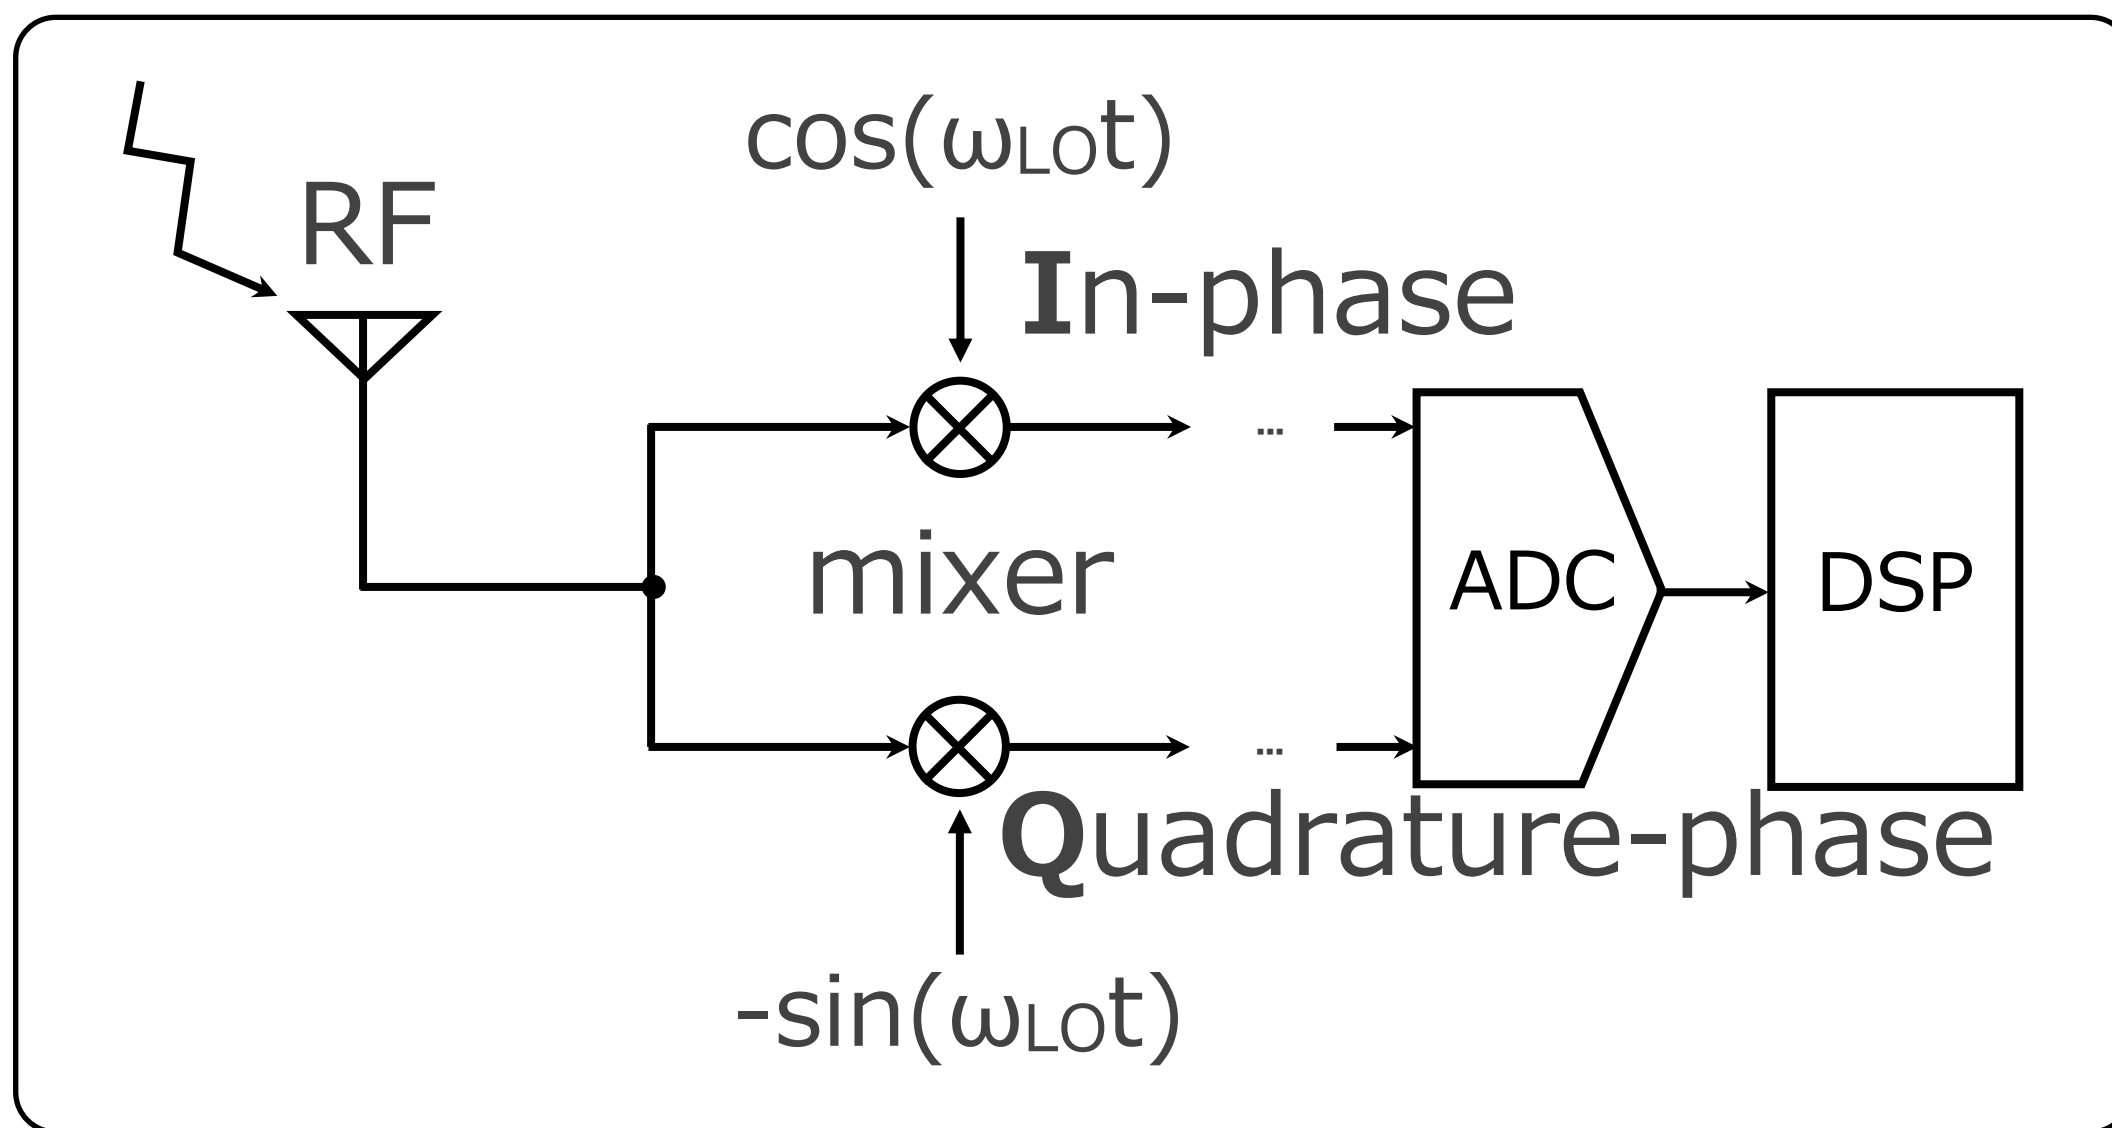 cos(ωLOt)
RF
In-phase
...
mixer
ADC
DSP
...
Quadrature-phase
-sin(ωLOt)